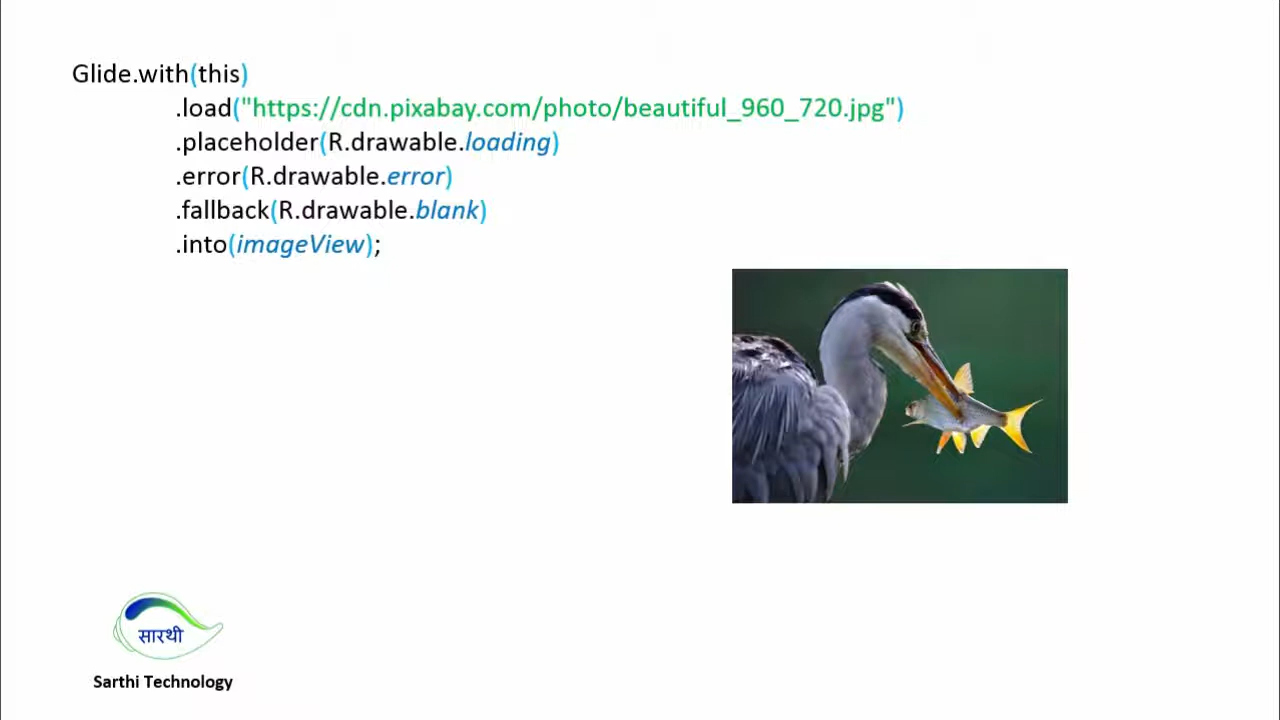 Glide.with(this)
.load("https://cdn.pixabay.com/photo/beautiful_960_720.jpg")
.placeholder(R.drawable.loading)
.error(R.drawable.error)
.fallback(R.drawable.blank)
.into(imageView);
सारथी
Sarthi Technology